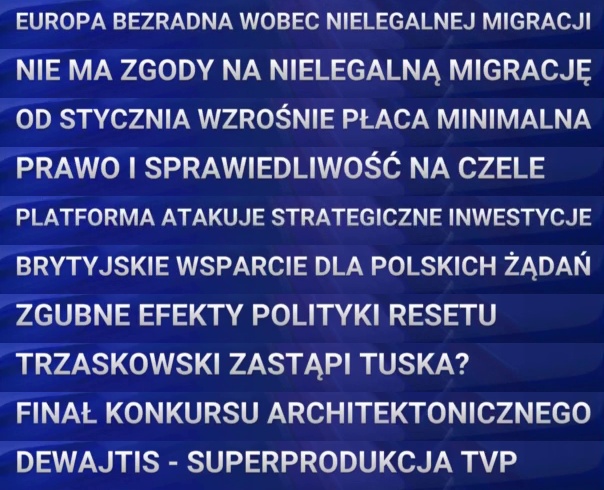 EUROPA BEZRADNA WOBEC NIELEGALNEJ MIGRACJI
NIE MA ZGODY NA NIELEGALNĄ MIGRACJĘ
OD STYCZNIA WZROŚNIE PŁACA MINIMALNA
PRAWO I SPRAWIEDLIWOŚĆ NA CZELE
PLATFORMA ATAKUJE STRATEGICZNE INWESTYCJE
BRYTYJSKIE WSPARCIE DLA POLSKICH ŻĄDAŃ
ZGUBNE EFEKTY POLITYKI RESETU
TRZASKOWSKI ZASTĄPI TUSKA?
FINAŁ KONKURSU ARCHITEKTONICZNEGO
DEWAJTIS - SUPERPRODUKCJA TVP